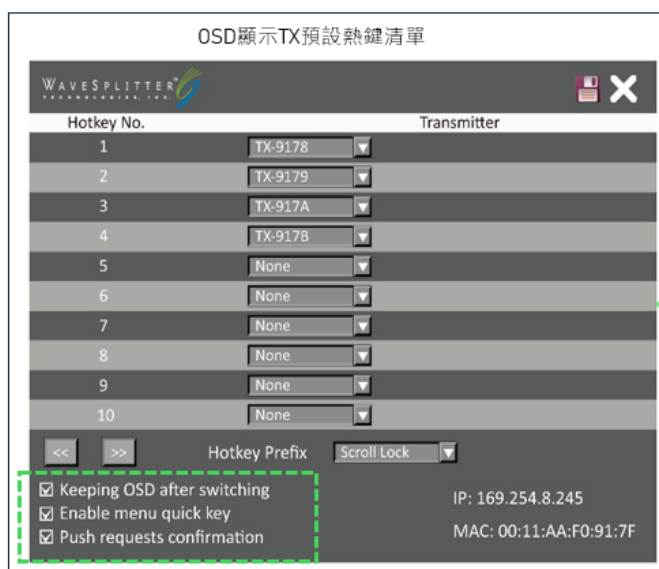 OSD顯示TX預設熱鍵清單
WAVESPLITTER™
TECHNOLOGIES, INC.
Hotkey No. Transmitter
1 TX-9178
2 TX-9179
3 TX-917A
4 TX-917B
5 None
6 None
7 None
8 None
9 None
10 None
<< >> Hotkey Prefix Scroll Lock
Keeping OSD after switching
Enable menu quick key
Push requests confirmation
IP: 169.254.8.245
MAC: 00:11:AA:F0:91:7F